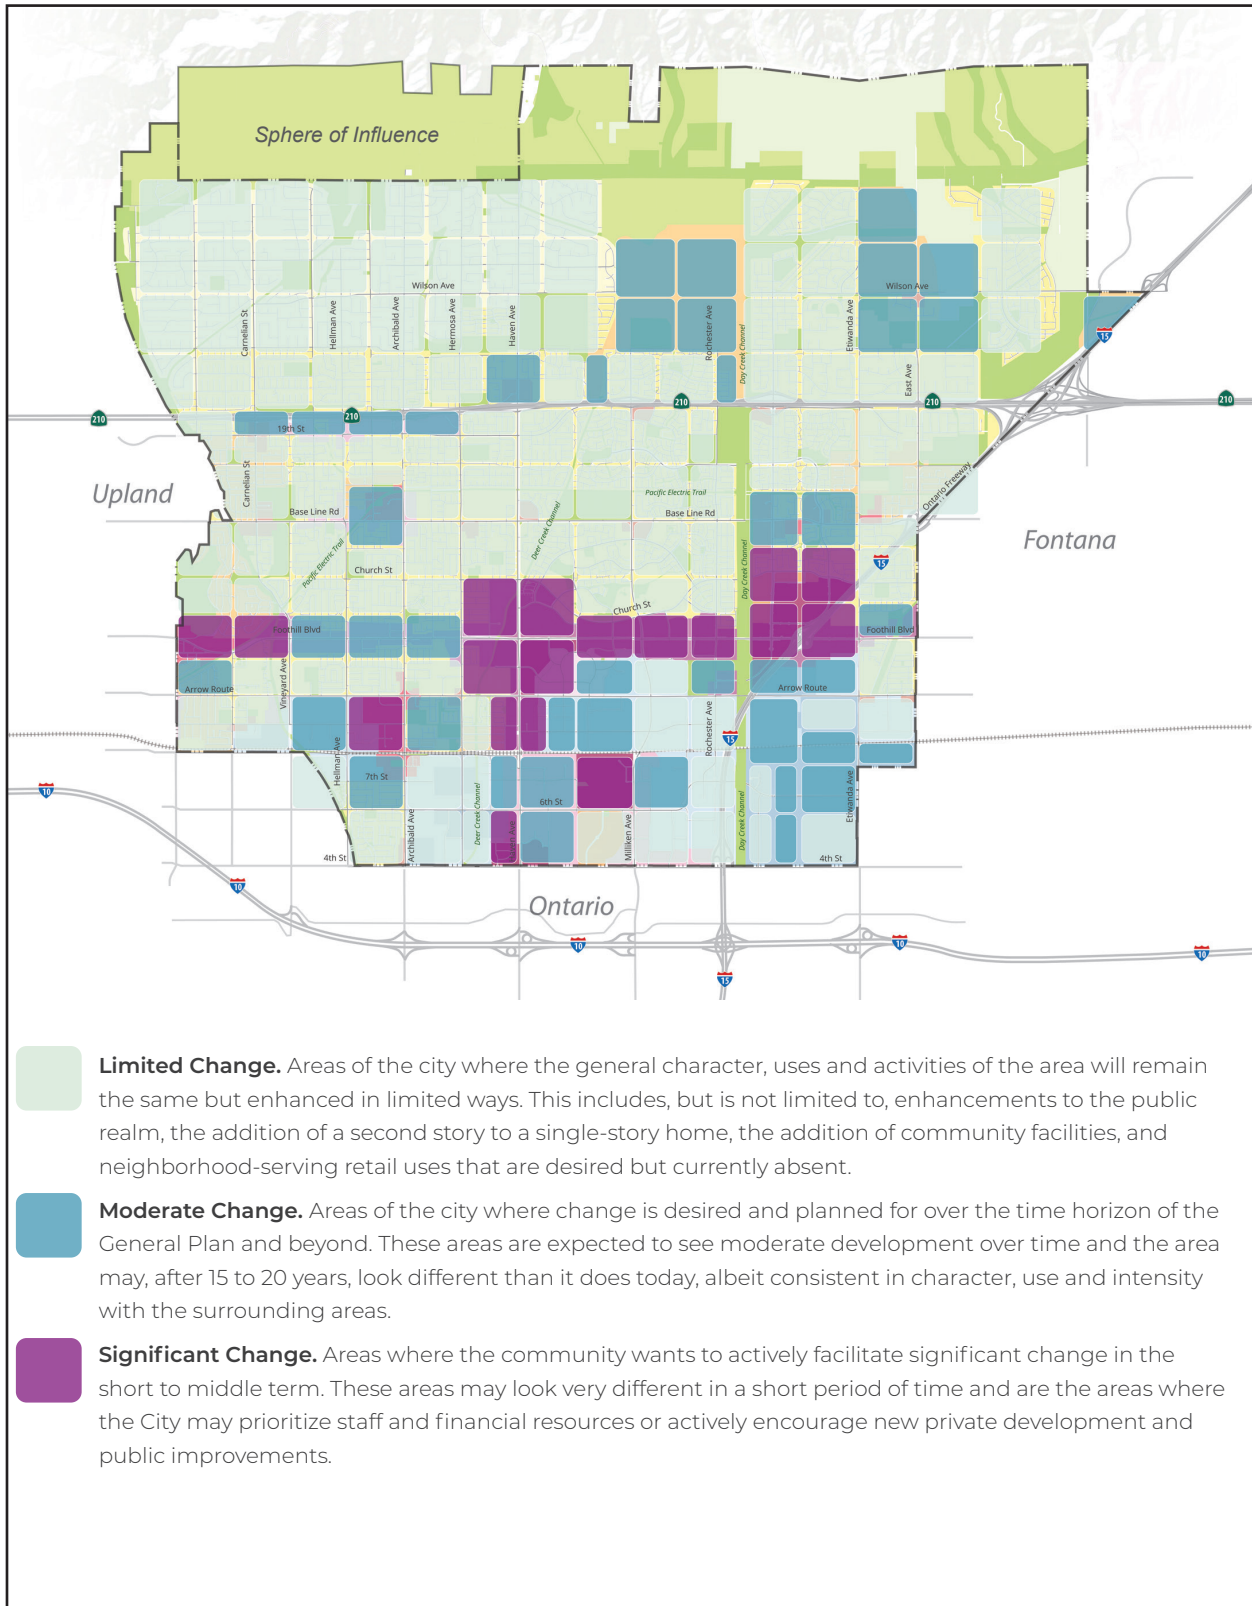 Sphere of Influence
Wilson Ave
Wilson Ave
Carnelian St
Hellman Ave
Archibald Ave
Hermosa Ave
Haven Ave
Rochester Ave
Day Creek Channel
Etiwanda Ave
East Ave
15
210
210
210
210
210
19th St
Upland
Carnelian St
Base Line Rd
Pacific Electric Trail
Base Line Rd
Deer Creek Channel
Ontario Freeway
Fontana
Pacific Electric Trail
Church St
Day Creek Channel
15
Church St
Foothill Blvd
Foothill Blvd
Vineyard Ave
Arrow Route
Arrow Route
Rochester Ave
15
Hellman Ave
7th St
6th St
Deer Creek Channel
Archibald Ave
Haven Ave
Milliken Ave
Day Creek Channel
Etiwanda Ave
4th St
4th St
10
10
Ontario
10
10
10
15
Limited Change. Areas of the city where the general character, uses and activities of the area will remain
the same but enhanced in limited ways. This includes, but is not limited to, enhancements to the public
realm, the addition of a second story to a single-story home, the addition of community facilities, and
neighborhood-serving retail uses that are desired but currently absent.
Moderate Change. Areas of the city where change is desired and planned for over the time horizon of the
General Plan and beyond. These areas are expected to see moderate development over time and the area
may, after 15 to 20 years, look different than it does today, albeit consistent in character, use and intensity
with the surrounding areas.
Significant Change. Areas where the community wants to actively facilitate significant change in the
short to middle term. These areas may look very different in a short period of time and are the areas where
the City may prioritize staff and financial resources or actively encourage new private development and
public improvements.